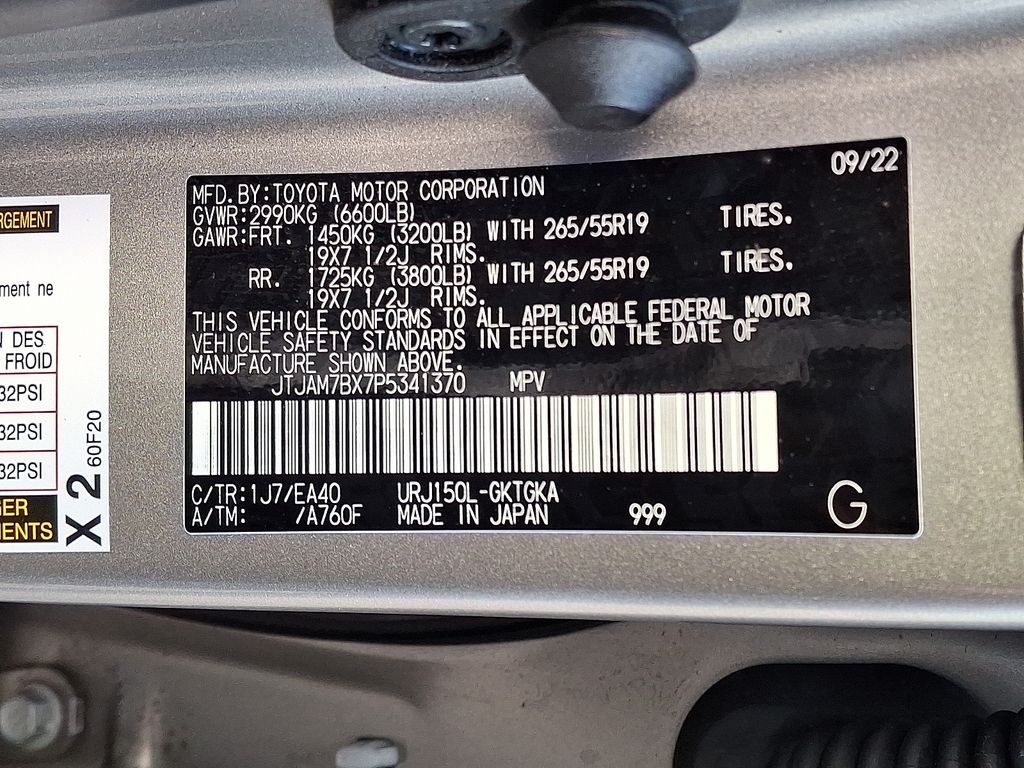 09/22
MFD.BY:TOYOTA MOTOR CORPORATION
GVWR:2990KG (6600LB)
GAWR:FRT. 1450KG (3200LB) WITH 265/55R19 TIRES.
19X7 1/2J RIMS.
RR. 1725KG (3800LB) WITH 265/55R19 TIRES.
19X7 1/2J RIMS.
THIS VEHICLE CONFORMS TO ALL APPLICABLE FEDERAL MOTOR
VEHICLE SAFETY STANDARDS IN EFFECT ON THE DATE OF
MANUFACTURE SHOWN ABOVE.
JTJAM7BX7P5341370 MPV
C/TR:1J7/EA40 URJ150L-GKTGKA
A/TM: /A760F MADE IN JAPAN 999
G
RGEMENT
ment ne
N DES
FROID
32PSI
32PSI
32PSI
GER
MENTS
X 2
60F20